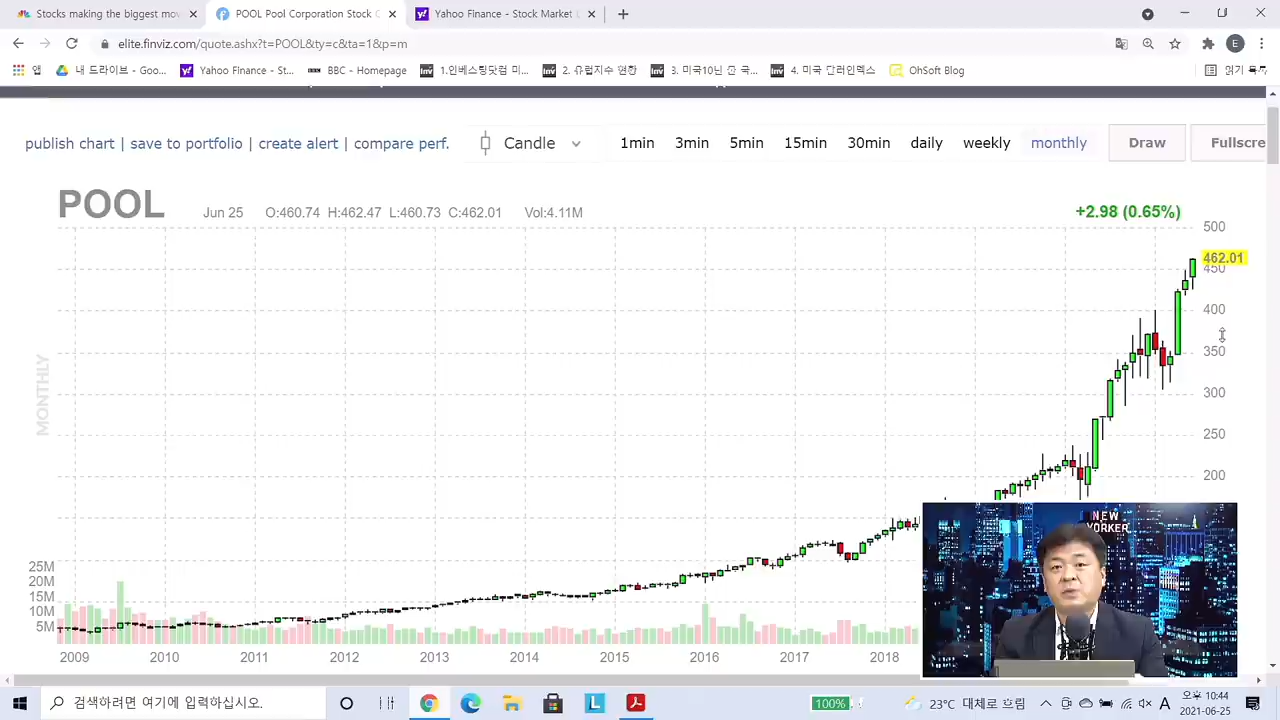 Stocks making the biggest mov
POOL Pool Corporation Stock C
Yahoo Finance - Stock Market L
elite.finviz.com/quote.ashx?t=POOL&ty=c&ta=1&p=m
앱 내 드라이브 - Goo... Yahoo Finance - St... BBC - Homepage 1.인베스팅닷컴 미... 2. 유럽지수 현황 3. 미국10년 준 국... 4. 미국 달러인덱스 OhSoft Blog 읽기 목록
publish chart | save to portfolio | create alert | compare perf. Candle 1min 3min 5min 15min 30min daily weekly monthly Draw Fullscre
POOL Jun 25 O:460.74 H:462.47 L:460.73 C:462.01 Vol:4.11M +2.98 (0.65%)
500
462.01
450
400
350
300
250
200
MONTHLY
25M
20M
15M
10M
5M
2009 2010 2011 2012 2013 2014 2015 2016 2017 2018
NEW
YORKER
검색하려면 여기에 입력하십시오.
100% 23°C 대체로 흐림 A
오후 10:44
2021-06-25